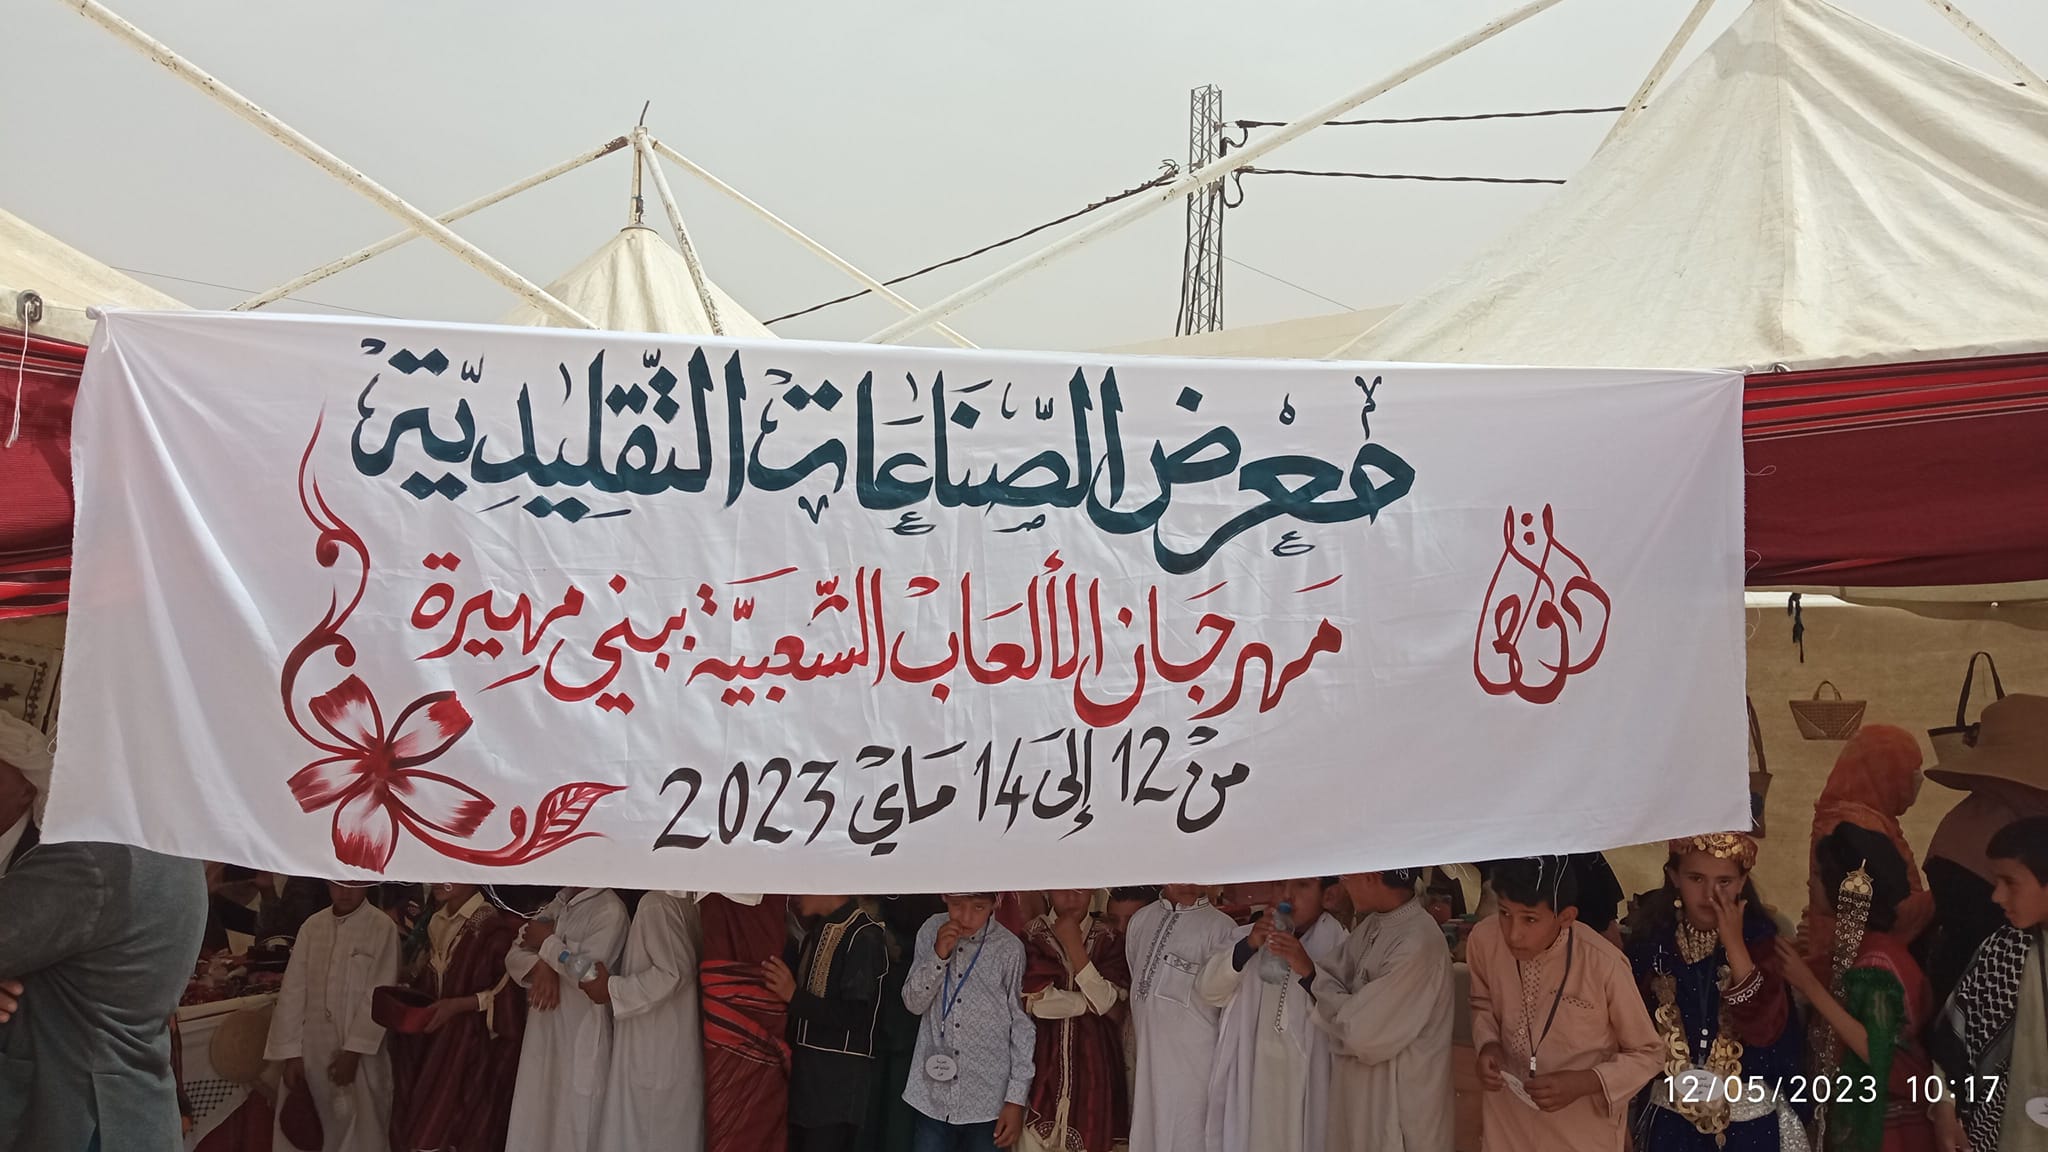 معرض الصّناعات التّقليديّة
مهرجان الألعاب الشّعبيّة ببني مهيرة
من 12 إلى 14 ماي 2023
12/05/2023 10:17